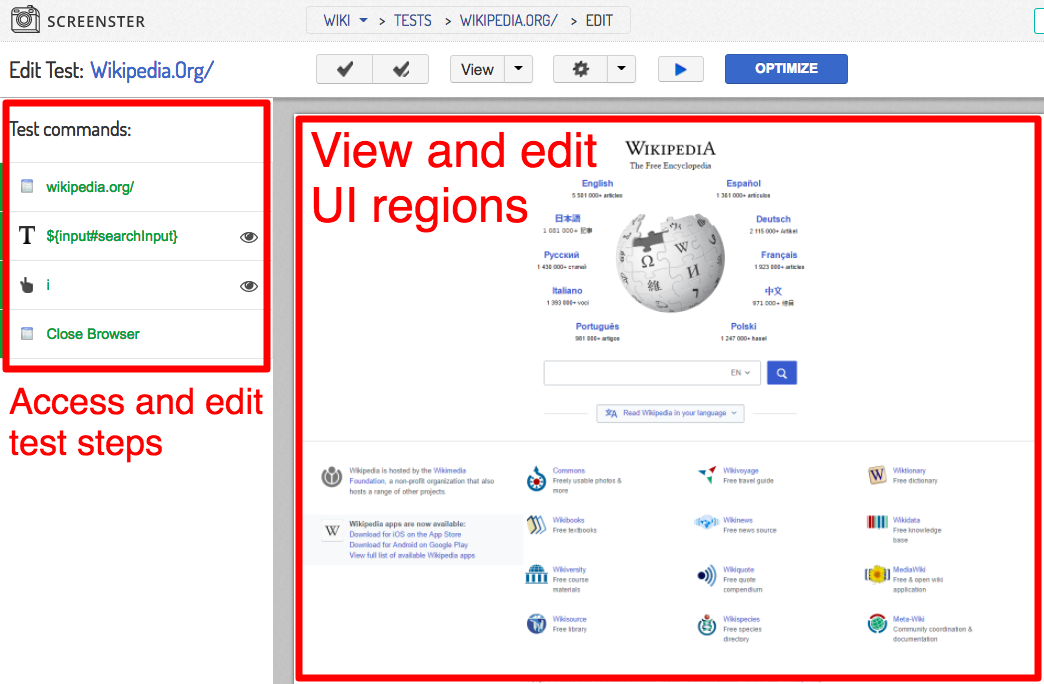 SCREENSTER
WIKI > TESTS > WIKIPEDIA.ORG/ > EDIT
Edit Test: Wikipedia.Org/
View
OPTIMIZE
Test commands:
wikipedia.org/
T ${input#searchInput}
i
Close Browser
Access and edit
test steps
View and edit
UI regions
WIKIPEDIA
The Free Encyclopedia
English
5 501 000+ articles
Español
1 361 000+ artículos
日本語
1 081 000+ 記事
Deutsch
2 115 000+ Artikel
Русский
1 430 000+ статей
Français
1 923 000+ articles
Italiano
1 393 000+ voci
中文
971 000+ 條目
Português
981 000+ artigos
Polski
1 247 000+ haseł
EN
Read Wikipedia in your language
Wikipedia is hosted by the Wikimedia
Foundation, a non-profit organization that also
hosts a range of other projects.
Wikipedia apps are now available:
Download for iOS on the App Store
Download for Android on Google Play
View full list of available Wikipedia apps
Commons
Freely usable photos &
more
Wikivoyage
Free travel guide
Wiktionary
Free dictionary
Wikibooks
Free textbooks
Wikinews
Free news source
Wikidata
Free knowledge
base
Wikiversity
Free course
materials
Wikiquote
Free quote
compendium
MediaWiki
Free & open wiki
application
Wikisource
Free library
Wikispecies
Free species
directory
Meta-Wiki
Community coordination &
documentation